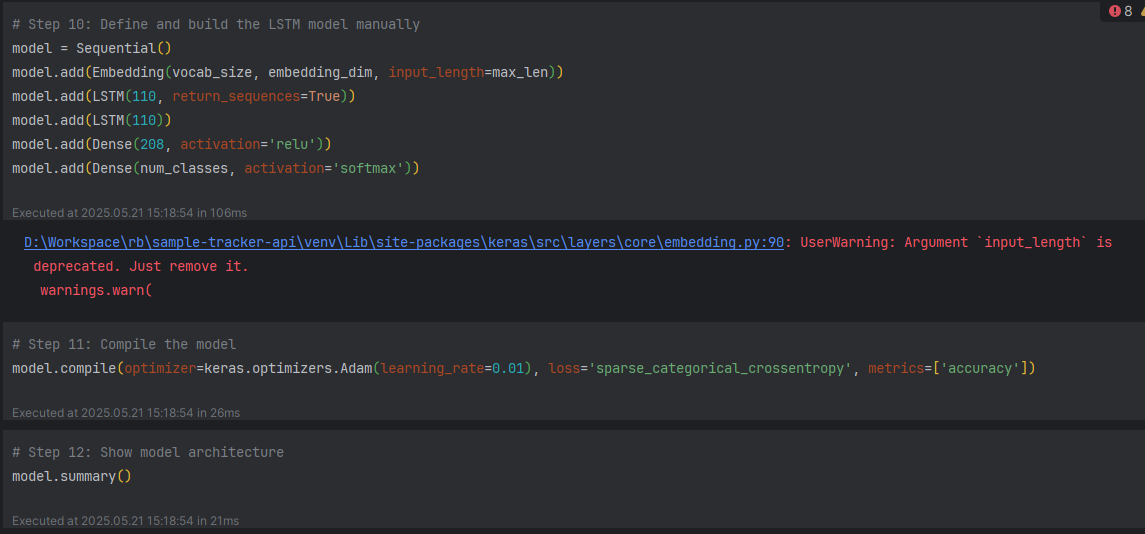 8
# Step 10: Define and build the LSTM model manually
model = Sequential()
model.add(Embedding(vocab_size, embedding_dim, input_length=max_len))
model.add(LSTM(110, return_sequences=True))
model.add(LSTM(110))
model.add(Dense(208, activation='relu'))
model.add(Dense(num_classes, activation='softmax'))
Executed at 2025.05.21 15:18:54 in 106ms
D:\Workspace\rb\sample-tracker-api\venv\Lib\site-packages\keras\src\layers\core\embedding.py:90: UserWarning: Argument `input_length` is
deprecated. Just remove it.
warnings.warn(
# Step 11: Compile the model
model.compile(optimizer=keras.optimizers.Adam(learning_rate=0.01), loss='sparse_categorical_crossentropy', metrics=['accuracy'])
Executed at 2025.05.21 15:18:54 in 26ms
# Step 12: Show model architecture
model.summary()
Executed at 2025.05.21 15:18:54 in 21ms